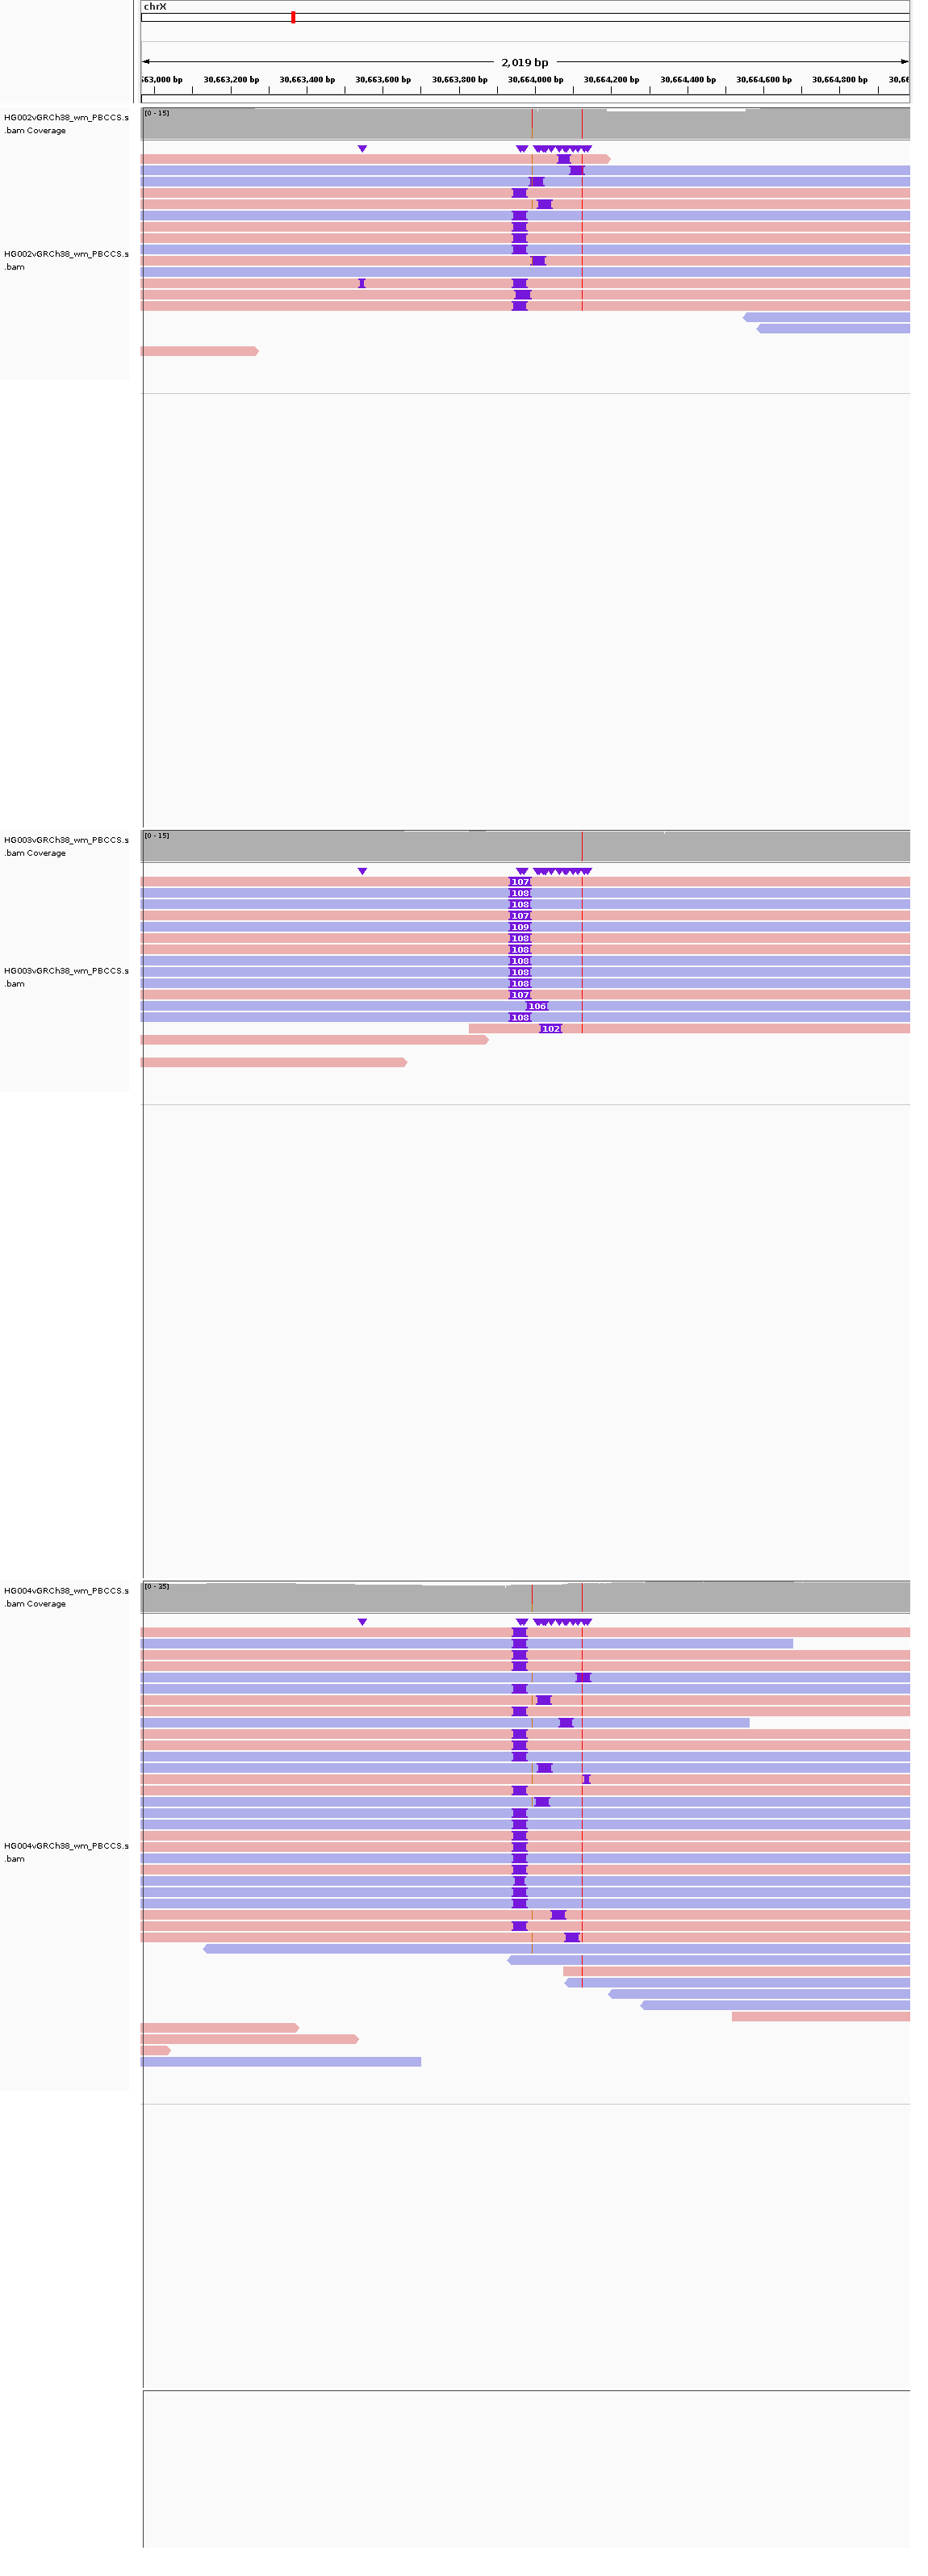 chrX
2,019 bp
663,000 bp 30,663,200 bp 30,663,400 bp 30,663,600 bp 30,663,800 bp 30,664,000 bp 30,664,200 bp 30,664,400 bp 30,664,600 bp 30,664,800 bp 30,66
HG002vGRCh38_wm_PBCCS.s
.bam Coverage
[0 - 15]
HG002vGRCh38_wm_PBCCS.s
.bam
HG003vGRCh38_wm_PBCCS.s
.bam Coverage
[0 - 15]
107
108
108
107
109
108
108
108
108
108
107
106
108
102
HG003vGRCh38_wm_PBCCS.s
.bam
HG004vGRCh38_wm_PBCCS.s
.bam Coverage
[0 - 35]
HG004vGRCh38_wm_PBCCS.s
.bam